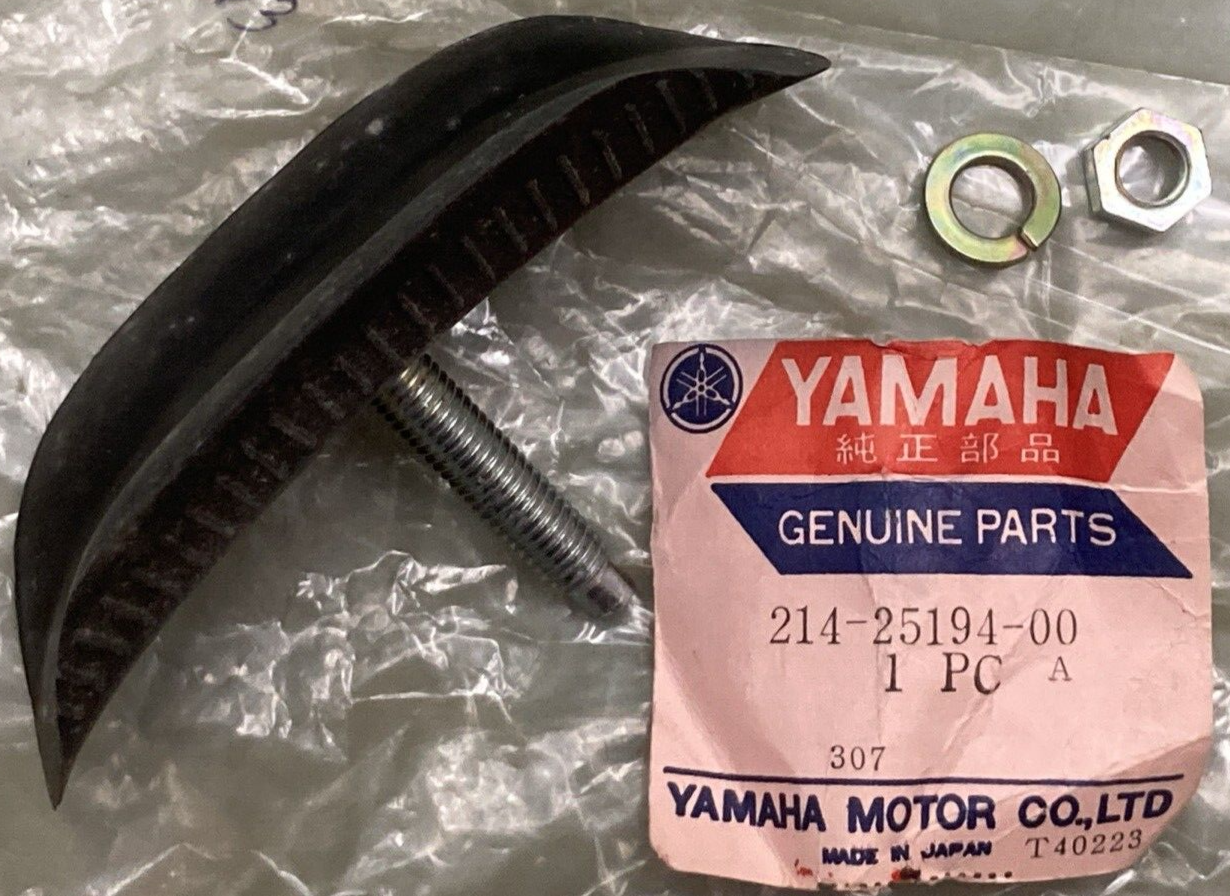 3
YAMAHA
純正部品
GENUINE PARTS
214-25194-00
1 PC A
307
YAMAHA MOTOR CO.,LTD
MADE IN JAPAN T40223